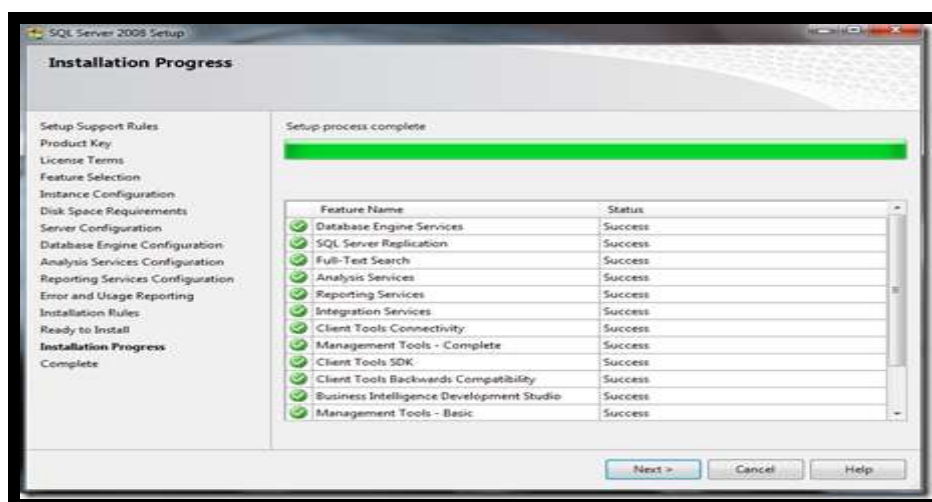 SQL Server 2008 Setup
Installation Progress
Setup Support Rules
Product Key
License Terms
Feature Selection
Instance Configuration
Disk Space Requirements
Server Configuration
Database Engine Configuration
Analysis Services Configuration
Reporting Services Configuration
Error and Usage Reporting
Installation Rules
Ready to Install
Installation Progress
Complete
Setup process complete
Feature Name Status
Database Engine Services Success
SQL Server Replication Success
Full-Text Search Success
Analysis Services Success
Reporting Services Success
Integration Services Success
Client Tools Connectivity Success
Management Tools - Complete Success
Client Tools SDK Success
Client Tools Backwards Compatibility Success
Business Intelligence Development Studio Success
Management Tools - Basic Success
Next > Cancel Help